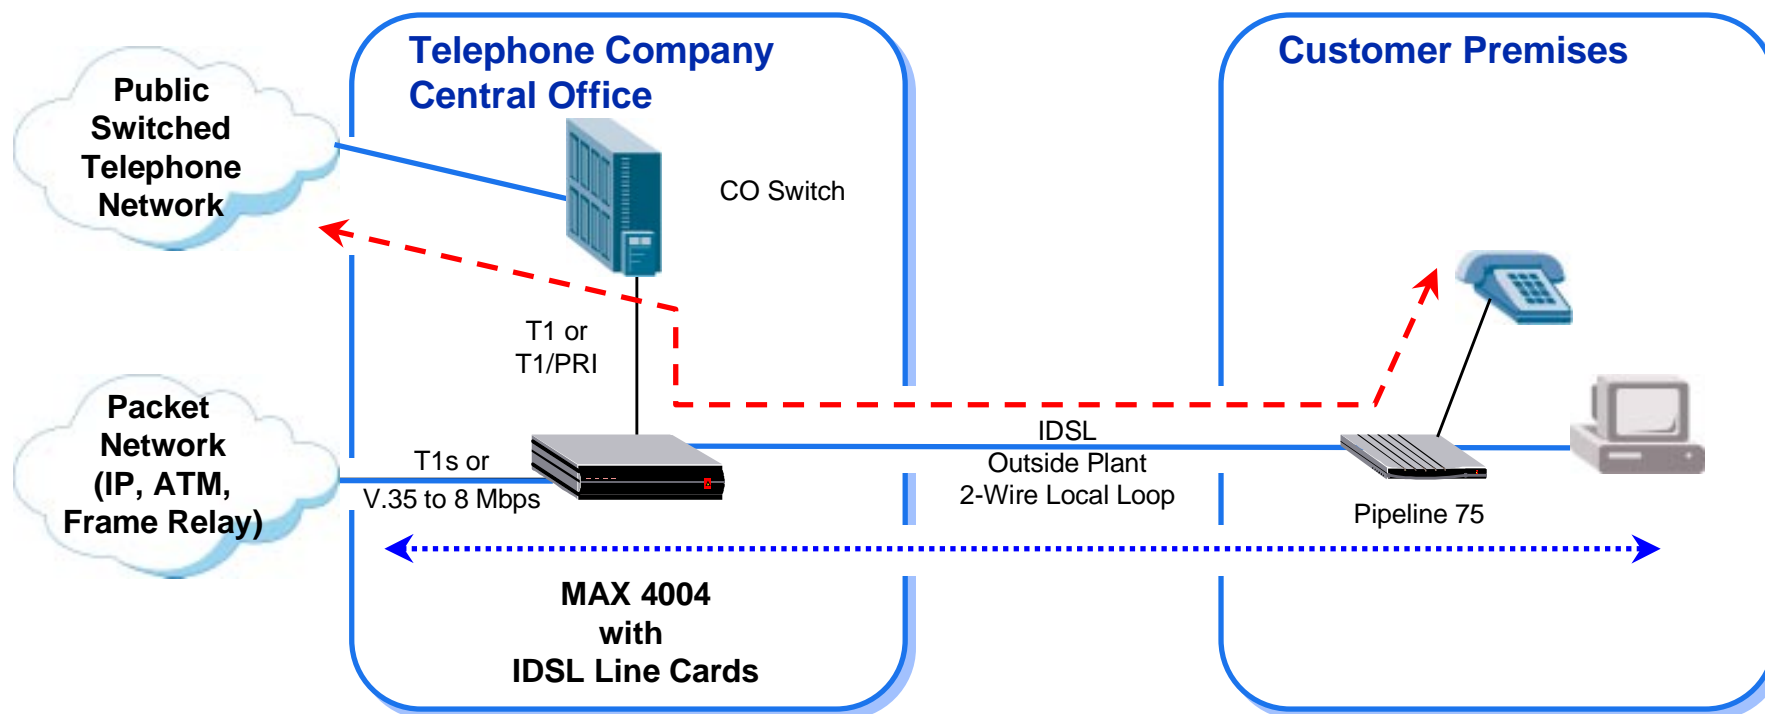 Telephone Company
Central Office
Customer Premises
Public
Switched
Telephone
Network
CO Switch
T1 or
T1/PRI
Packet
Network
(IP, ATM,
Frame Relay)
T1s or
V.35 to 8 Mbps
IDSL
Outside Plant
2-Wire Local Loop
Pipeline 75
MAX 4004
with
IDSL Line Cards